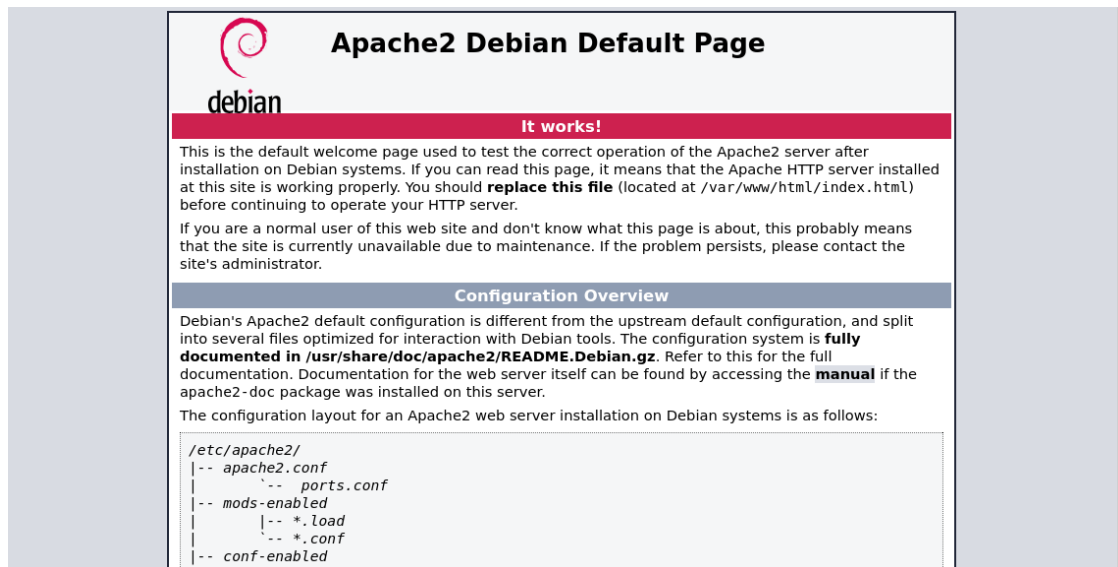 Apache2 Debian Default Page
debian
It works!
This is the default welcome page used to test the correct operation of the Apache2 server after
installation on Debian systems. If you can read this page, it means that the Apache HTTP server installed
at this site is working properly. You should replace this file (located at /var/www/html/index.html)
before continuing to operate your HTTP server.
If you are a normal user of this web site and don't know what this page is about, this probably means
that the site is currently unavailable due to maintenance. If the problem persists, please contact the
site's administrator.
Configuration Overview
Debian's Apache2 default configuration is different from the upstream default configuration, and split
into several files optimized for interaction with Debian tools. The configuration system is fully
documented in /usr/share/doc/apache2/README.Debian.gz. Refer to this for the full
documentation. Documentation for the web server itself can be found by accessing the manual if the
apache2-doc package was installed on this server.
The configuration layout for an Apache2 web server installation on Debian systems is as follows:
/etc/apache2/
|-- apache2.conf
|       `--  ports.conf
|-- mods-enabled
|       |-- *.load
|       `-- *.conf
|-- conf-enabled